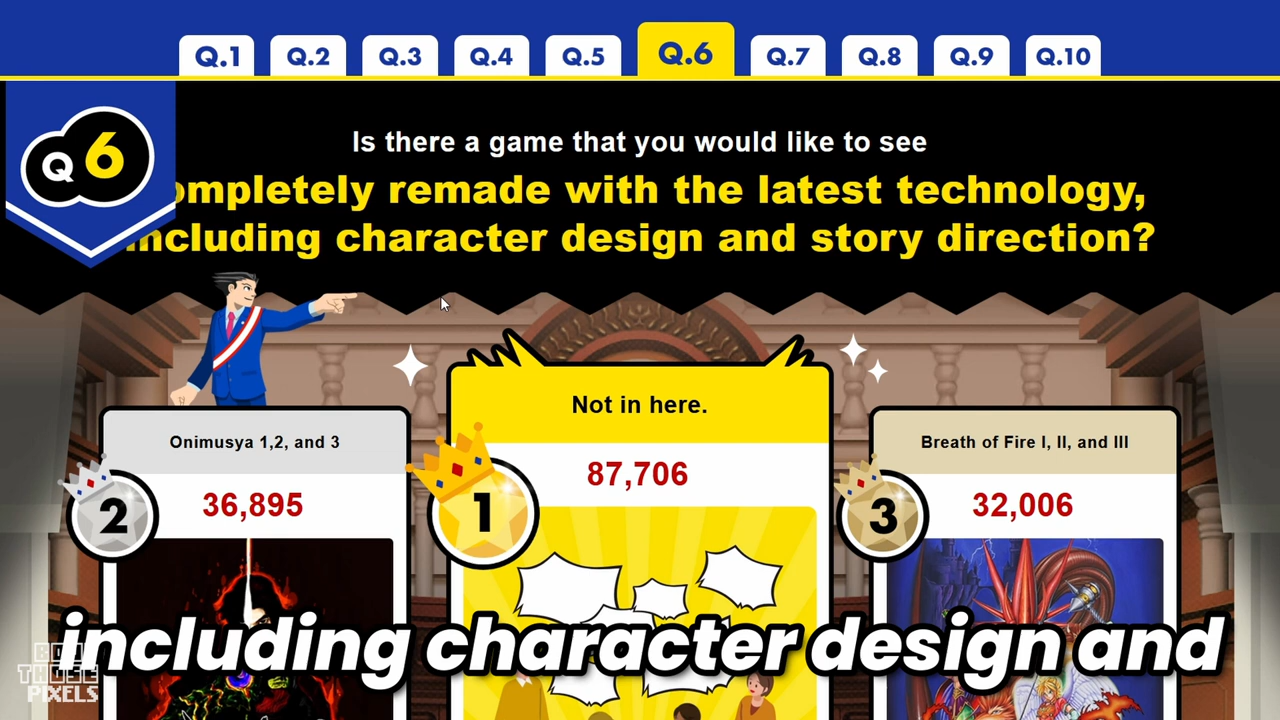 Q.1 Q.2 Q.3 Q.4 Q.5 Q.6 Q.7 Q.8 Q.9 Q.10
Q 6
Is there a game that you would like to see
ompletely remade with the latest technology,
including character design and story direction?
Not in here.
1
87,706
Onimusya 1,2, and 3
2
36,895
Breath of Fire I, II, and III
3
32,006
including character design and
THOSE
PIXELS